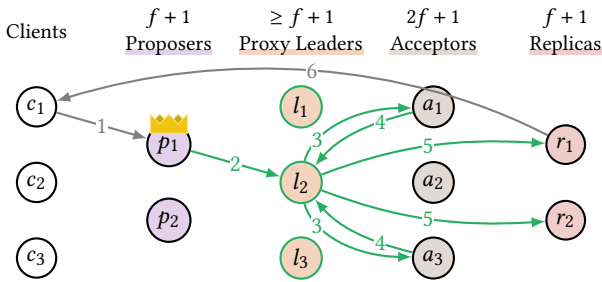 Clients
f + 1
Proposers
≥ f + 1
Proxy Leaders
2f + 1
Acceptors
f + 1
Replicas
6
c₁
l₁
a₁
1
3
4
p₁
5
r₁
2
c₂
l₂
a₂
p₂
5
r₂
3
4
c₃
l₃
a₃